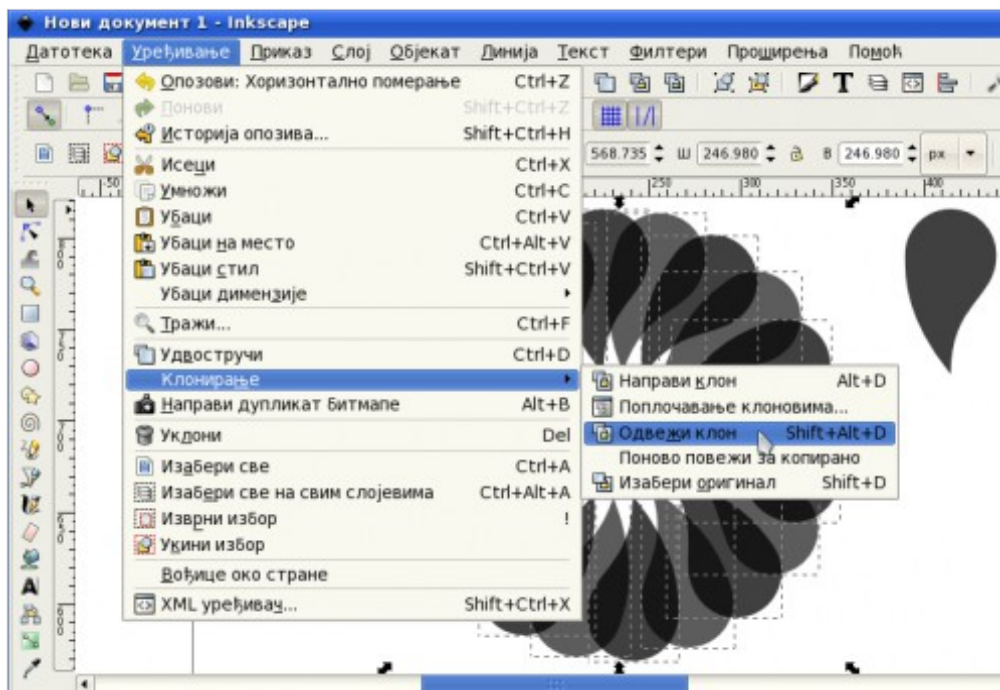 Нови документ 1 - Inkscape
Датотека Уређивање Приказ Слој Објекат Линија Текст Филтери Проширења Помоћ
568.735 Ш 246.980 В 246.980 px
-50 250 300 350 400
Опозови: Хоризонтално померање Ctrl+Z
Понови Shift+Ctrl+Z
Историја опозива... Shift+Ctrl+H
Исеци Ctrl+X
Умножи Ctrl+C
Убаци Ctrl+V
Убаци на место Ctrl+Alt+V
Убаци стил Shift+Ctrl+V
Убаци димензије
Тражи... Ctrl+F
Удвостручи Ctrl+D
Клонирање
Направи дупликат битмапе Alt+B
Уклони Del
Изабери све Ctrl+A
Изабери све на свим слојевима Ctrl+Alt+A
Изврни избор !
Укини избор
Вођице око стране
XML уређивач... Shift+Ctrl+X
Направи клон Alt+D
Поплочавање клоновима...
Одвежи клон Shift+Alt+D
Поново повежи за копирано
Изабери оригинал Shift+D